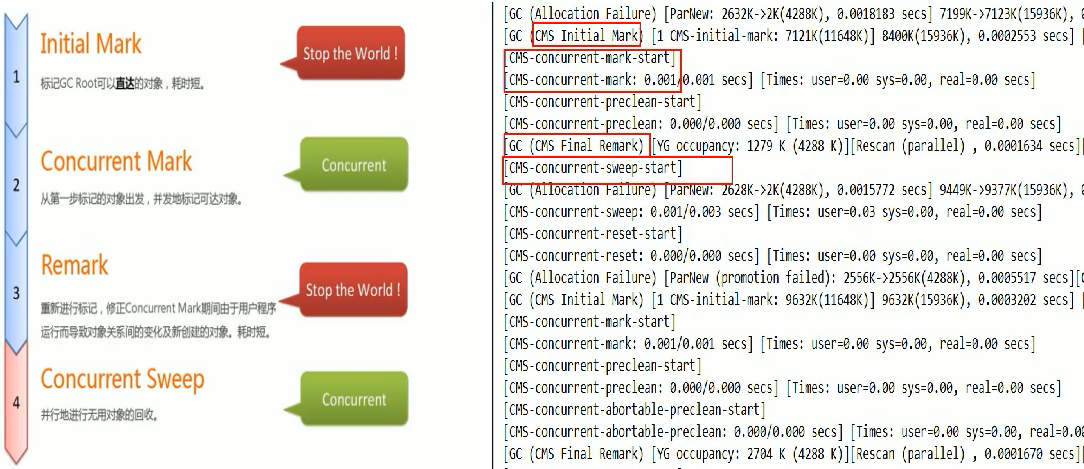 1
Initial Mark
Stop the World !
标记GC Root可以直达的对象，耗时短。
2
Concurrent Mark
Concurrent
从第一步标记的对象出发，并发地标记可达对象。
3
Remark
Stop the World !
重新进行标记，修正Concurrent Mark期间由于用户程序
运行而导致对象关系间的变化及新创建的对象。耗时短。
4
Concurrent Sweep
Concurrent
并行地进行无用对象的回收。
[GC (Allocation Failure) [ParNew: 2632K->2K(4288K), 0.0018183 secs] 7199K->7123K(15936K), 0.
[GC (CMS Initial Mark) [1 CMS-initial-mark: 7121K(11648K)] 8400K(15936K), 0.0002553 secs] [
[CMS-concurrent-mark-start]
[CMS-concurrent-mark: 0.001/0.001 secs] [Times: user=0.00 sys=0.00, real=0.00 secs]
[CMS-concurrent-preclean-start]
[CMS-concurrent-preclean: 0.000/0.000 secs] [Times: user=0.00 sys=0.00, real=0.00 secs]
[GC (CMS Final Remark) [YG occupancy: 1279 K (4288 K)][Rescan (parallel) , 0.0001634 secs]
[CMS-concurrent-sweep-start]
[GC (Allocation Failure) [ParNew: 2628K->2K(4288K), 0.0015772 secs] 9449K->9377K(15936K), 0.
[CMS-concurrent-sweep: 0.001/0.003 secs] [Times: user=0.03 sys=0.00, real=0.00 secs]
[CMS-concurrent-reset-start]
[CMS-concurrent-reset: 0.000/0.000 secs] [Times: user=0.00 sys=0.00, real=0.00 secs]
[GC (Allocation Failure) [ParNew (promotion failed): 2556K->2556K(4288K), 0.0005517 secs][C
[GC (CMS Initial Mark) [1 CMS-initial-mark: 9632K(11648K)] 9632K(15936K), 0.0003202 secs] [
[CMS-concurrent-mark-start]
[CMS-concurrent-mark: 0.001/0.001 secs] [Times: user=0.00 sys=0.00, real=0.00 secs]
[CMS-concurrent-preclean-start]
[CMS-concurrent-preclean: 0.000/0.000 secs] [Times: user=0.00 sys=0.00, real=0.00 secs]
[CMS-concurrent-abortable-preclean-start]
[CMS-concurrent-abortable-preclean: 0.000/0.000 secs] [Times: user=0.00 sys=0.00, real=0.00
[GC (CMS Final Remark) [YG occupancy: 2704 K (4288 K)][Rescan (parallel) , 0.0001670 secs]